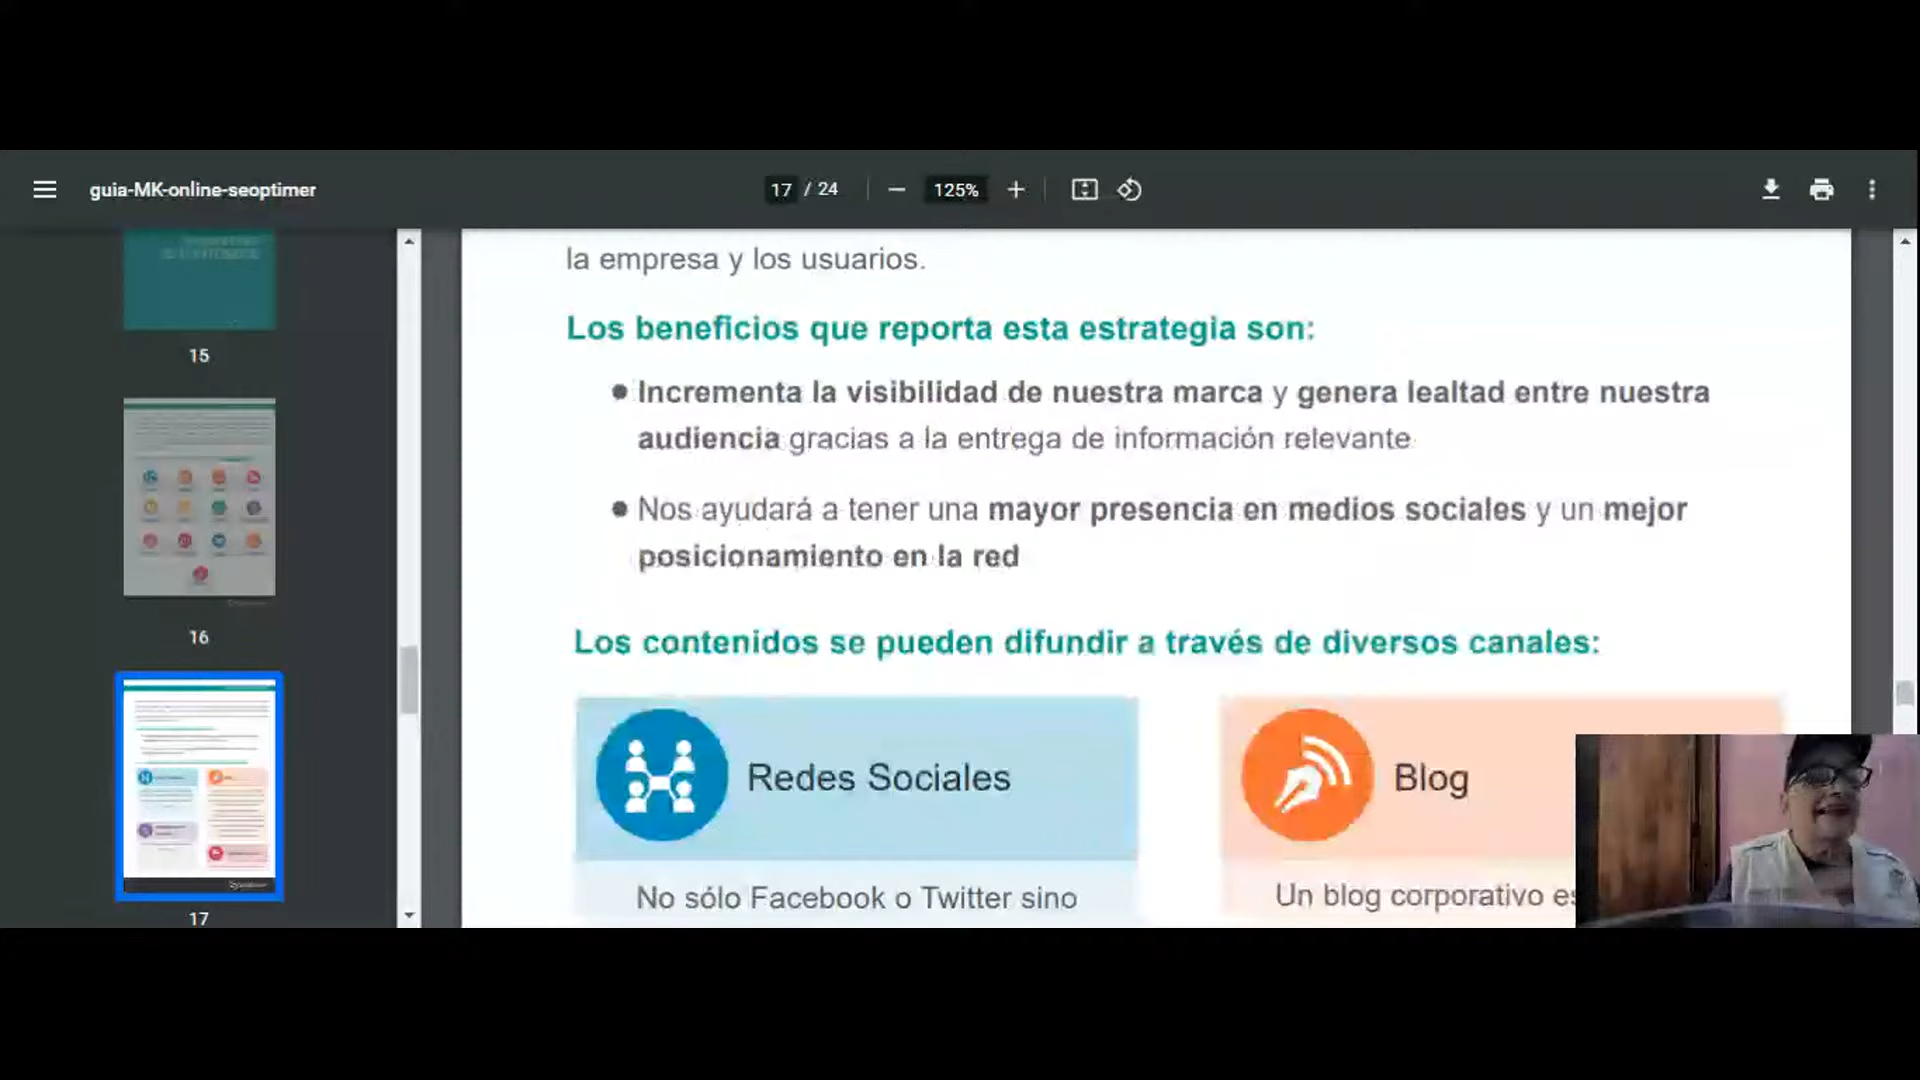 guia-MK-online-seoptimer
17 / 24
125%
15
16
17
la empresa y los usuarios.
Los beneficios que reporta esta estrategia son:
Incrementa la visibilidad de nuestra marca y genera lealtad entre nuestra
audiencia gracias a la entrega de información relevante
Nos ayudará a tener una mayor presencia en medios sociales y un mejor
posicionamiento en la red
Los contenidos se pueden difundir a través de diversos canales:
Redes Sociales
Blog
No sólo Facebook o Twitter sino
Un blog corporativo